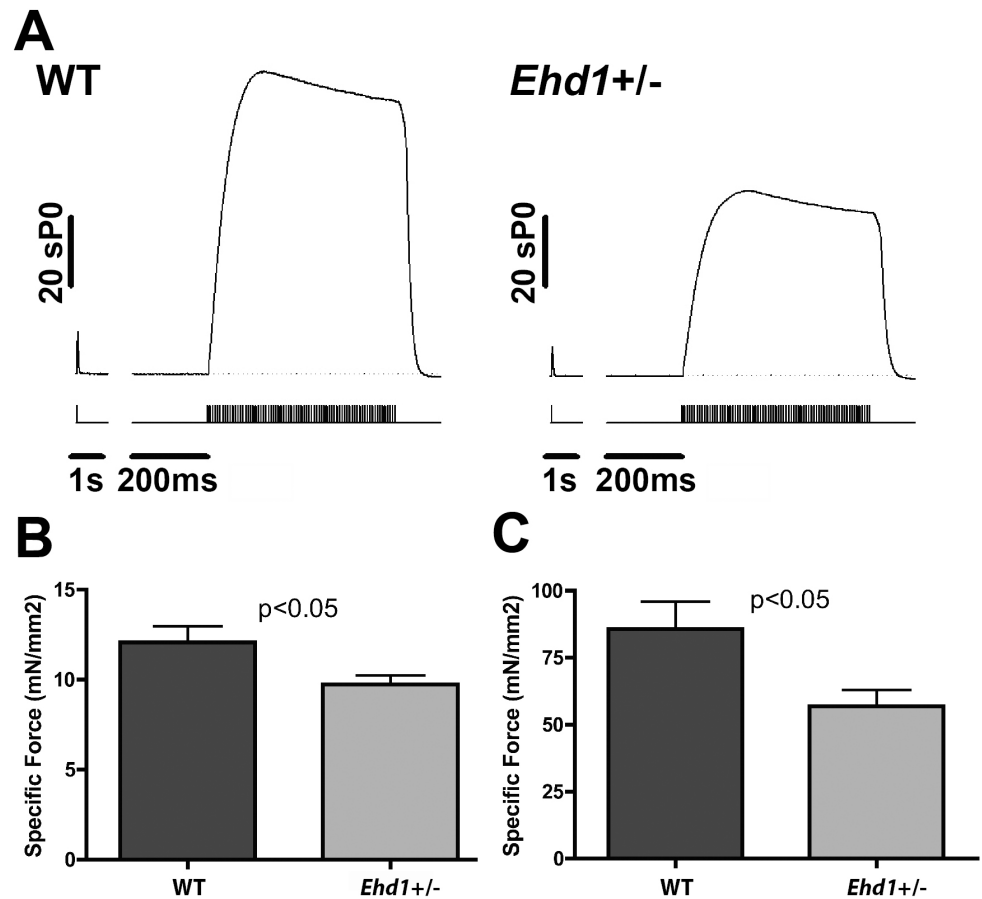 A
WT
Ehd1+/-
20 sP0
20 sP0
1s 200ms
1s 200ms
B
C
Specific Force (mN/mm2)
15
10
5
0
p<0.05
WT
Ehd1+/-
Specific Force (mN/mm2)
100
75
50
25
0
p<0.05
WT
Ehd1+/-